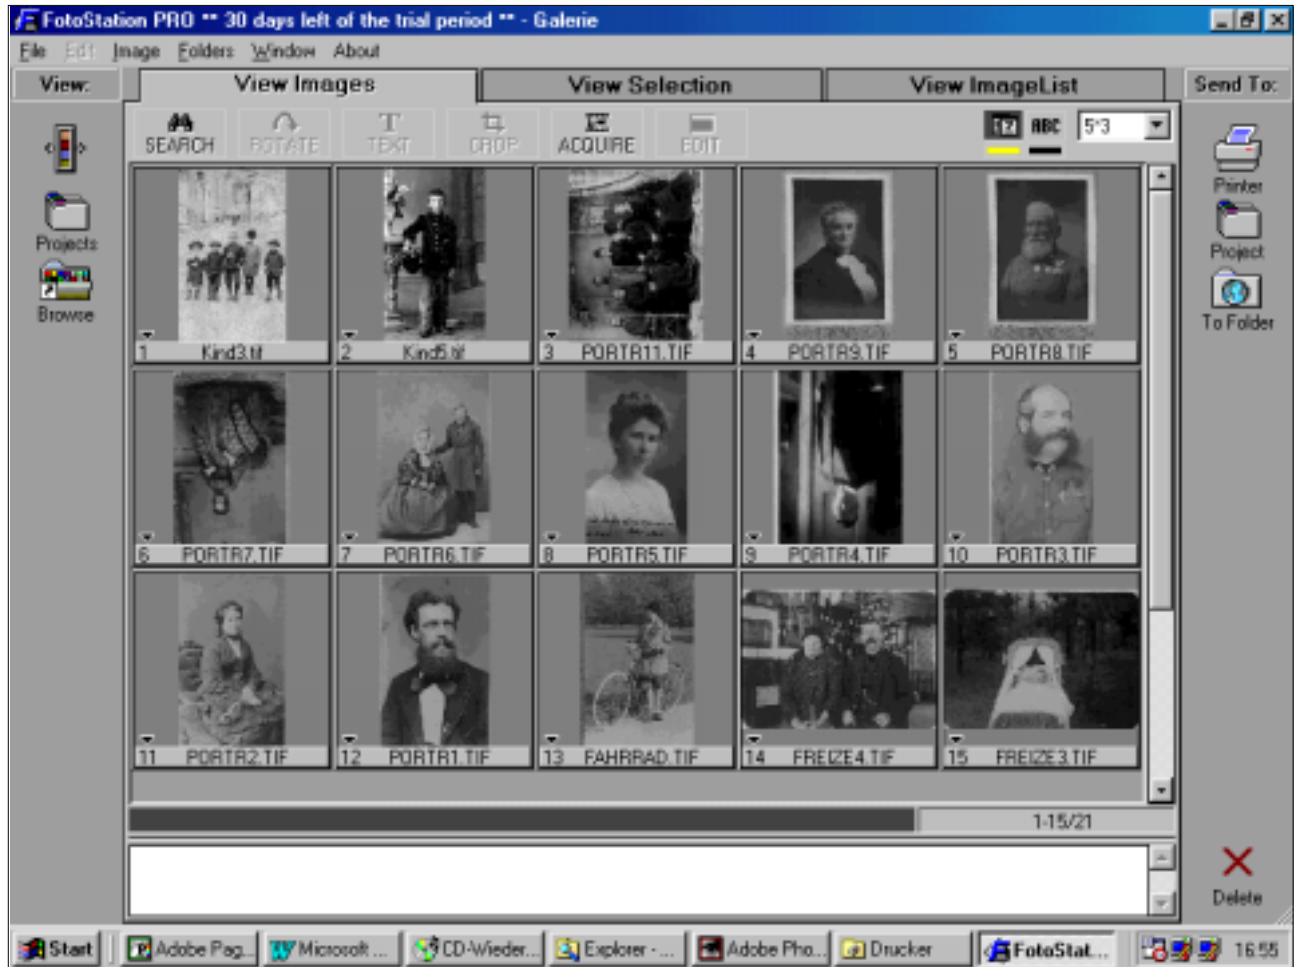 FotoStation PRO ** 30 days left of the trial period ** - Galerie
File Edit Image Folders Window About
View: View Images View Selection View ImageList Send To:
SEARCH ROTATE TEXT CROP ACQUIRE EDIT ABC 5*3
Printer
Projects Project
Browse To Folder
1 Kind3.tif 2 Kind5.tif 3 PORTR11.TIF 4 PORTR9.TIF 5 PORTR8.TIF
6 PORTR7.TIF 7 PORTR6.TIF 8 PORTR5.TIF 9 PORTR4.TIF 10 PORTR3.TIF
11 PORTR2.TIF 12 PORTR1.TIF 13 FAHRRAD.TIF 14 FREIZE4.TIF 15 FREIZE3.TIF
1-15/21
Delete
Start Adobe Pag... Microsoft ... CD-Wieder... Explorer - ... Adobe Pho... Drucker FotoStat... 16:55